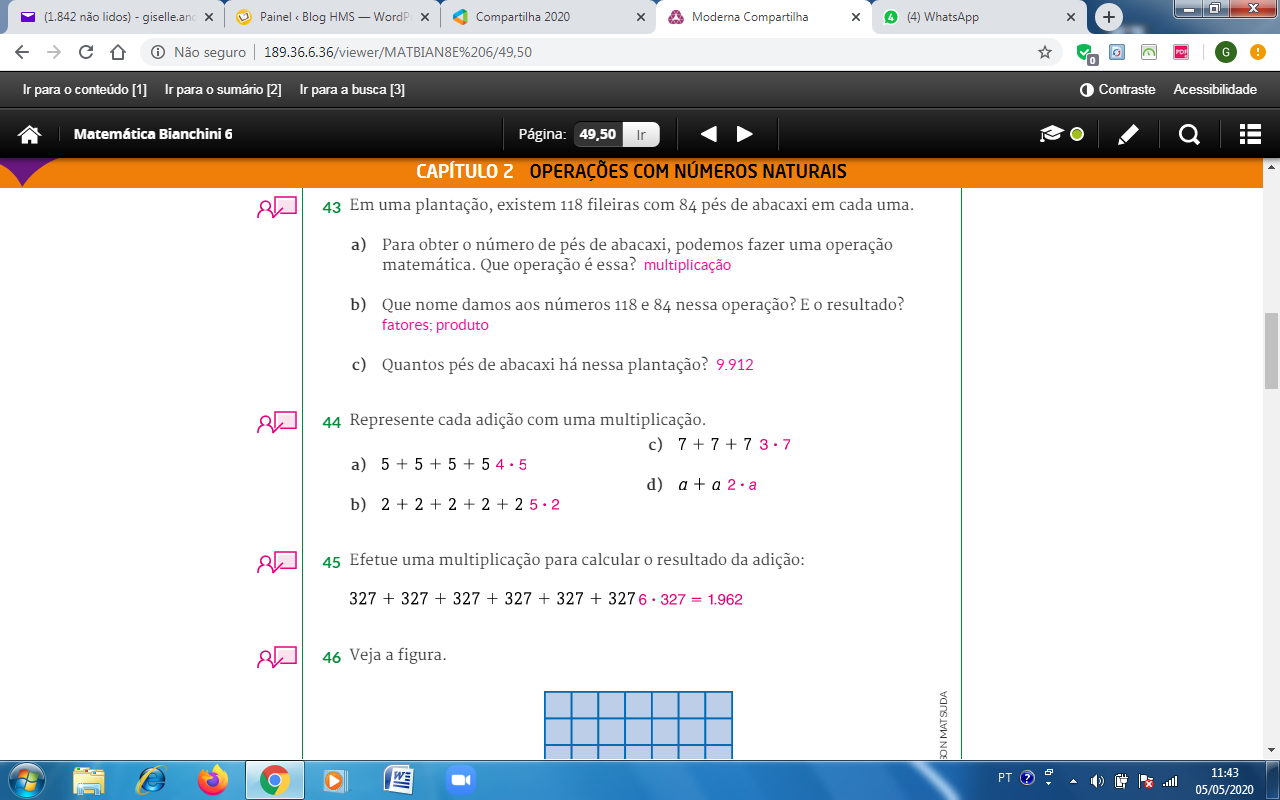 (1.842 não lidos) - giselle.and
Painel ‹ Blog HMS — WordPr
Compartilha 2020
Moderna Compartilha
(4) WhatsApp
Não seguro 189.36.6.36/viewer/MATBIAN8E%206/49,50
0
PDF
G
Ir para o conteúdo [1] Ir para o sumário [2] Ir para a busca [3]
Contraste Acessibilidade
Matemática Bianchini 6
Página: 49,50 Ir
CAPÍTULO 2 OPERAÇÕES COM NÚMEROS NATURAIS
43 Em uma plantação, existem 118 fileiras com 84 pés de abacaxi em cada uma.
a) Para obter o número de pés de abacaxi, podemos fazer uma operação
matemática. Que operação é essa? multiplicação
b) Que nome damos aos números 118 e 84 nessa operação? E o resultado?
fatores; produto
c) Quantos pés de abacaxi há nessa plantação? 9.912
44 Represente cada adição com uma multiplicação.
a) 5 + 5 + 5 + 5 4 • 5
b) 2 + 2 + 2 + 2 + 2 5 • 2
c) 7 + 7 + 7 3 • 7
d) a + a 2 • a
45 Efetue uma multiplicação para calcular o resultado da adição:
327 + 327 + 327 + 327 + 327 + 327 6 • 327 = 1.962
46 Veja a figura.
SON MATSUDA
PT
11:43
05/05/2020